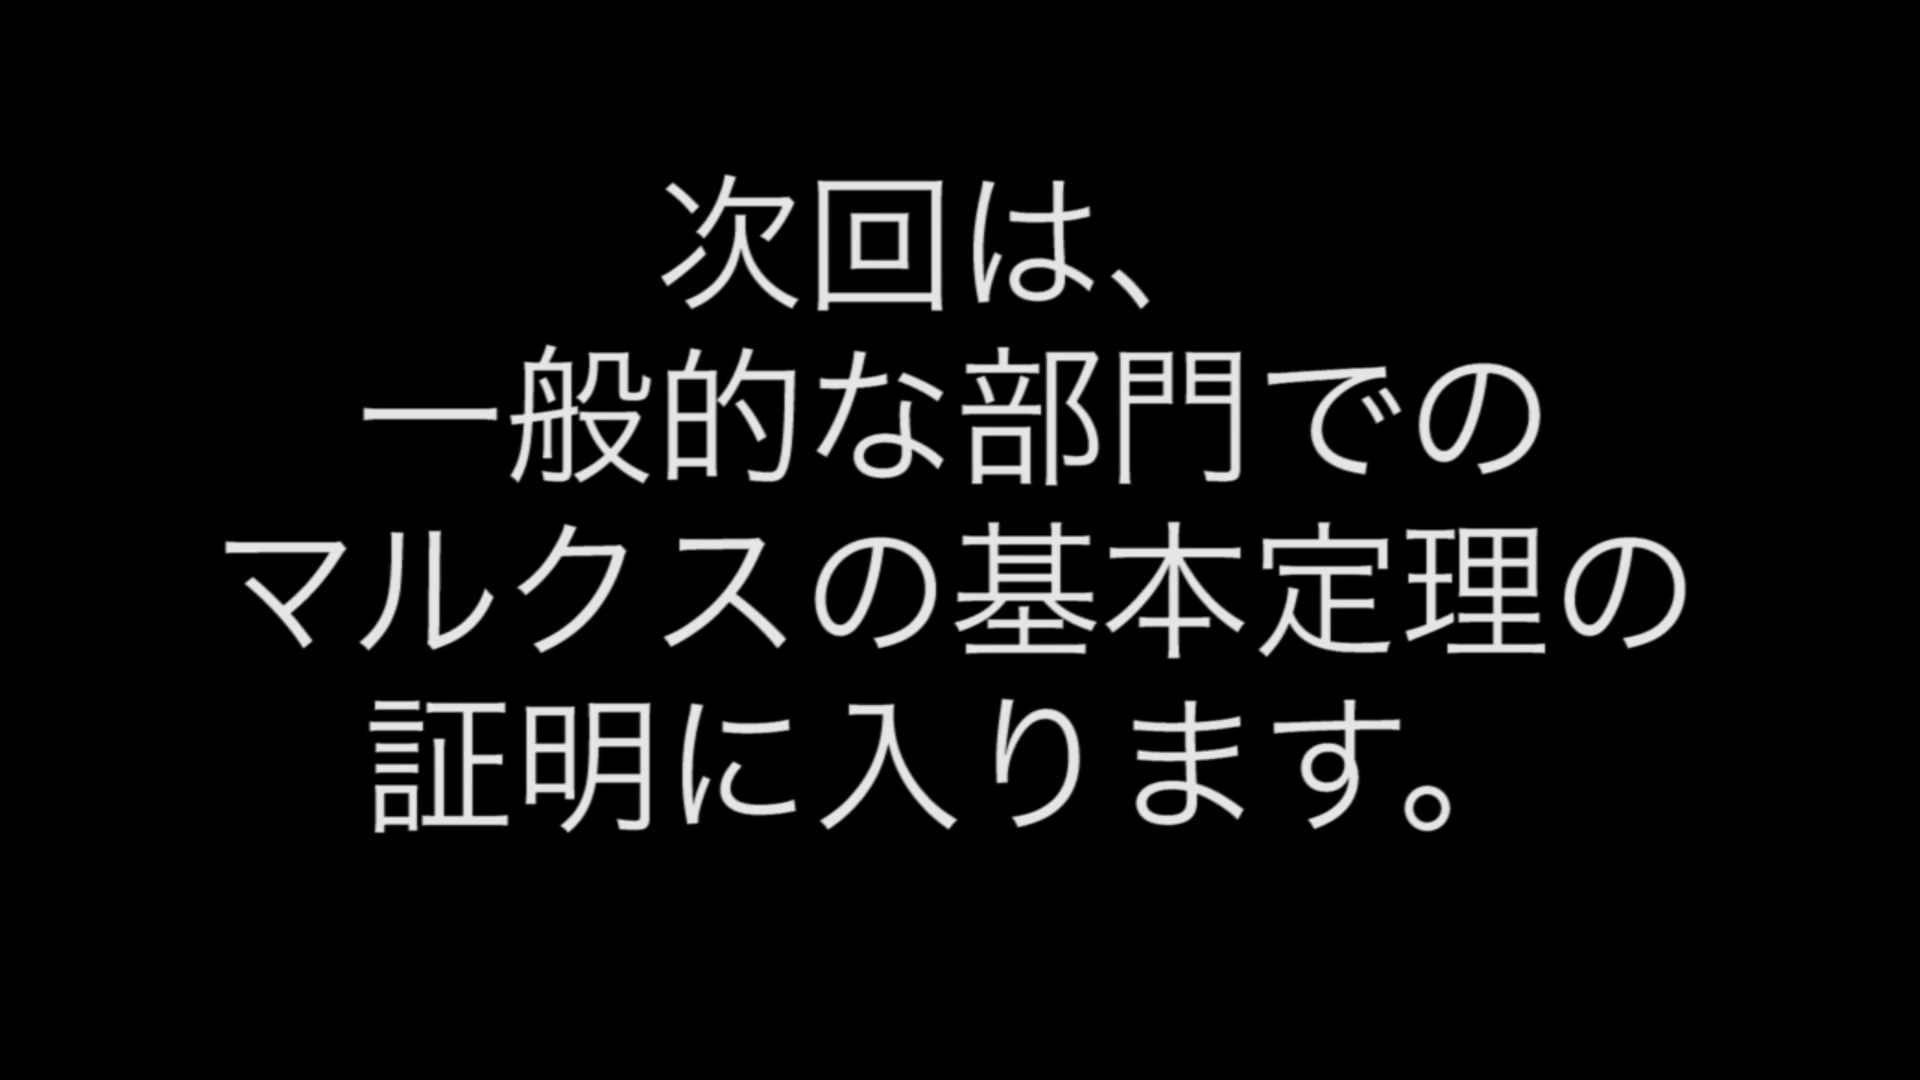 次回は、
一般的な部門での
マルクスの基本定理の
証明に入ります。